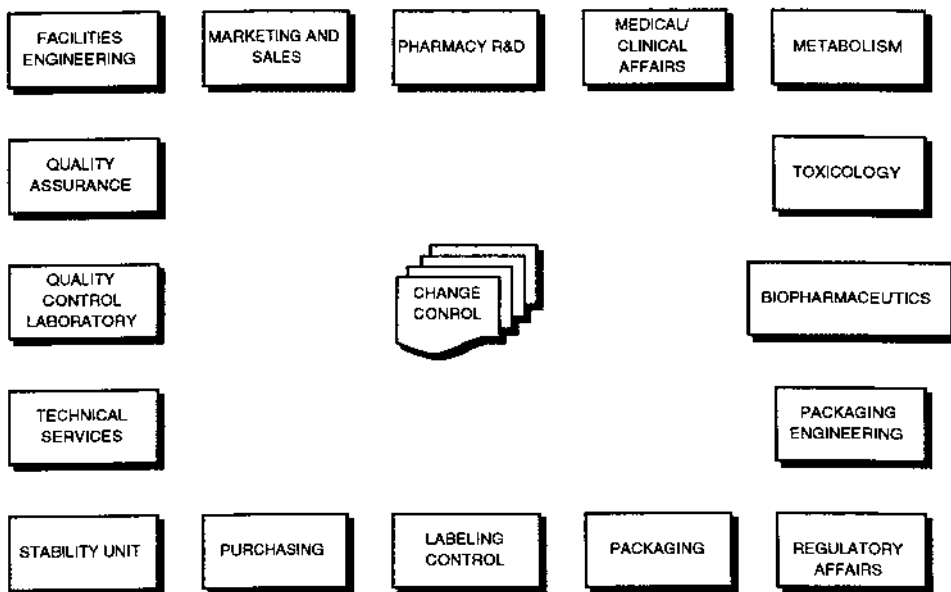 FACILITIES
ENGINEERING
MARKETING AND
SALES
PHARMACY R&D
MEDICAL/
CLINICAL
AFFAIRS
METABOLISM
QUALITY
ASSURANCE
TOXICOLOGY
QUALITY
CONTROL
LABORATORY
CHANGE
CONROL
BIOPHARMACEUTICS
TECHNICAL
SERVICES
PACKAGING
ENGINEERING
STABILITY UNIT
PURCHASING
LABELING
CONTROL
PACKAGING
REGULATORY
AFFAIRS